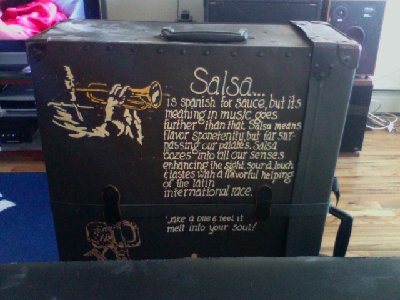 Salsa...
is spanish for sauce, but its
meaning in music goes
further than that. Salsa means
flavor sponetenity, but far sur
passing our palates. Salsa
oozes into all our senses
enhancing the sight, sound, touch
& tastes with a flavorful helping
of the latin
international race.
Take a bite & feel it
melt into your soul!